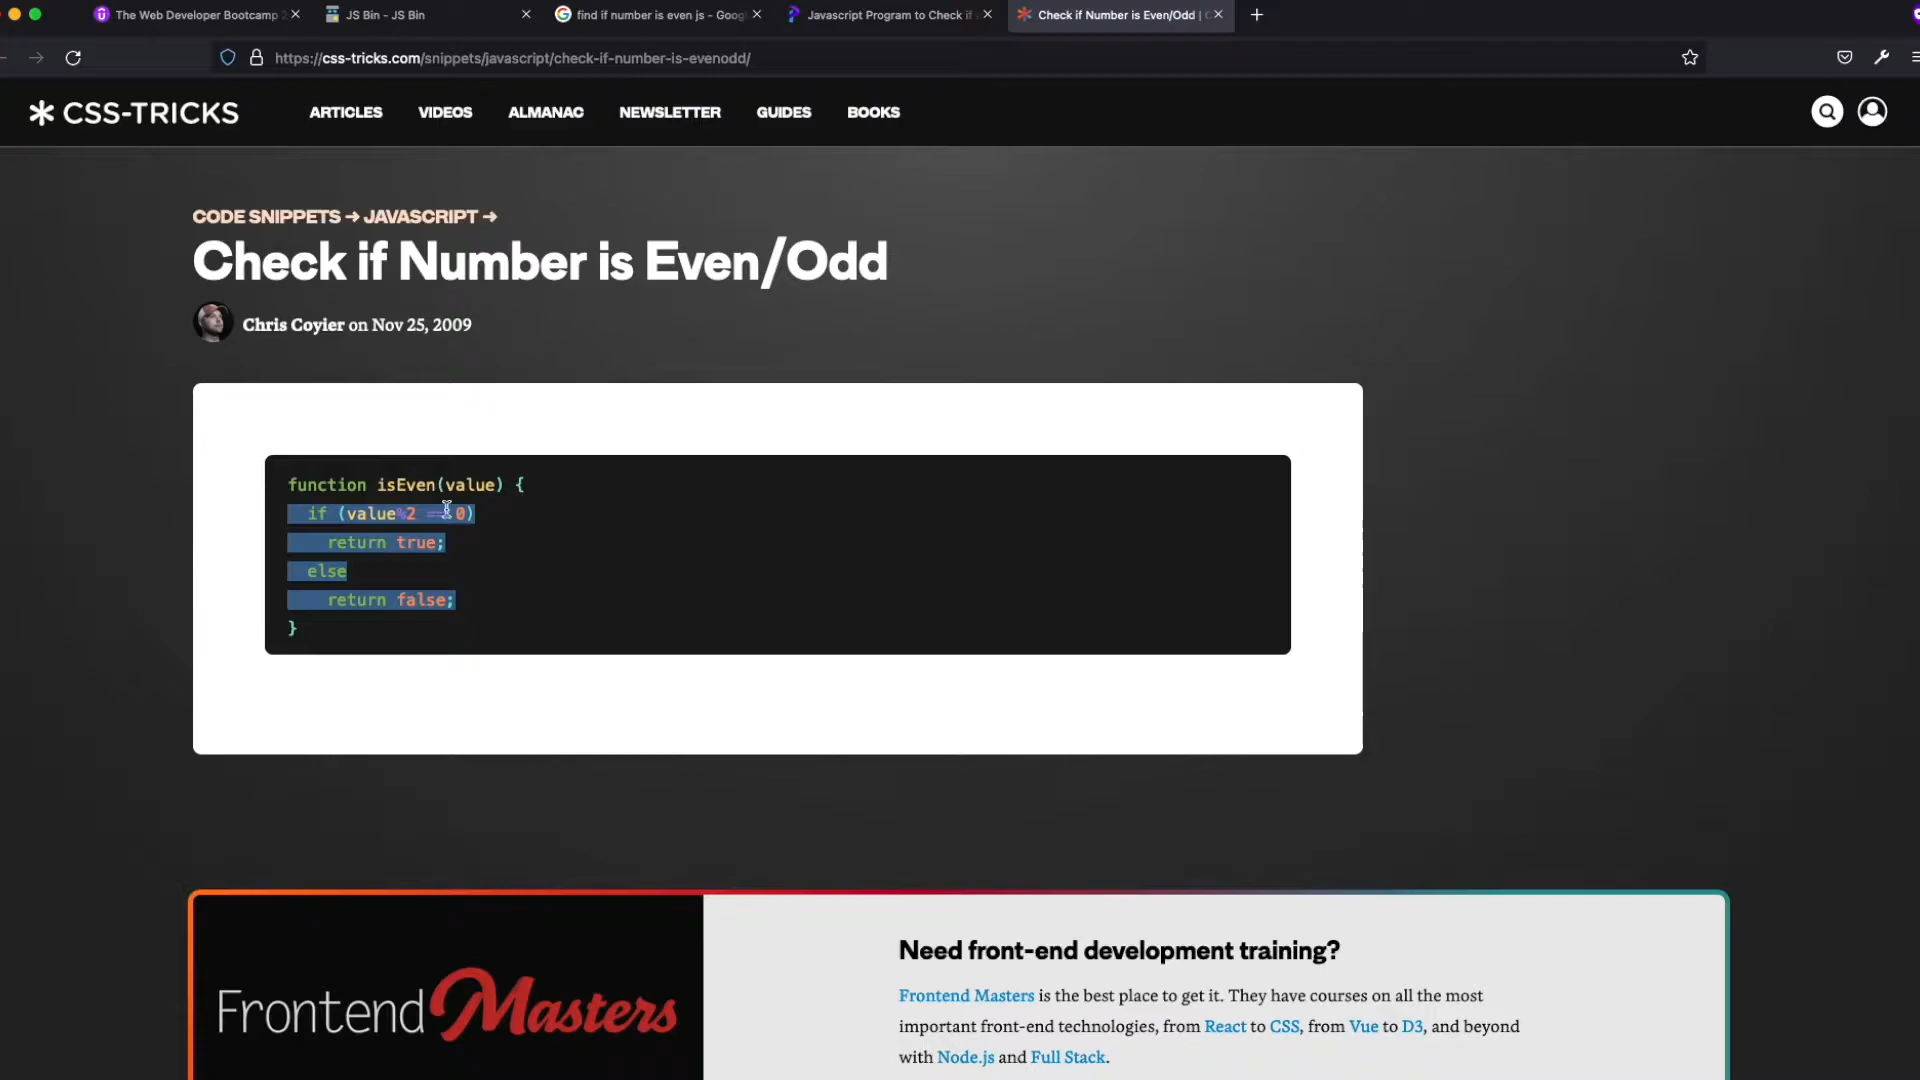 The Web Developer Bootcamp 2
JS Bin - JS Bin
find if number is even js - Goog
Javascript Program to Check if
Check if Number is Even/Odd |
https://css-tricks.com/snippets/javascript/check-if-number-is-evenodd/
CSS-TRICKS
ARTICLES
VIDEOS
ALMANAC
NEWSLETTER
GUIDES
BOOKS
CODE SNIPPETS → JAVASCRIPT →
Check if Number is Even/Odd
Chris Coyier on Nov 25, 2009
function isEven(value) {
if (value%2 == 0)
return true;
else
return false;
}
Frontend Masters
Need front-end development training?
Frontend Masters is the best place to get it. They have courses on all the most
important front-end technologies, from React to CSS, from Vue to D3, and beyond
with Node.js and Full Stack.